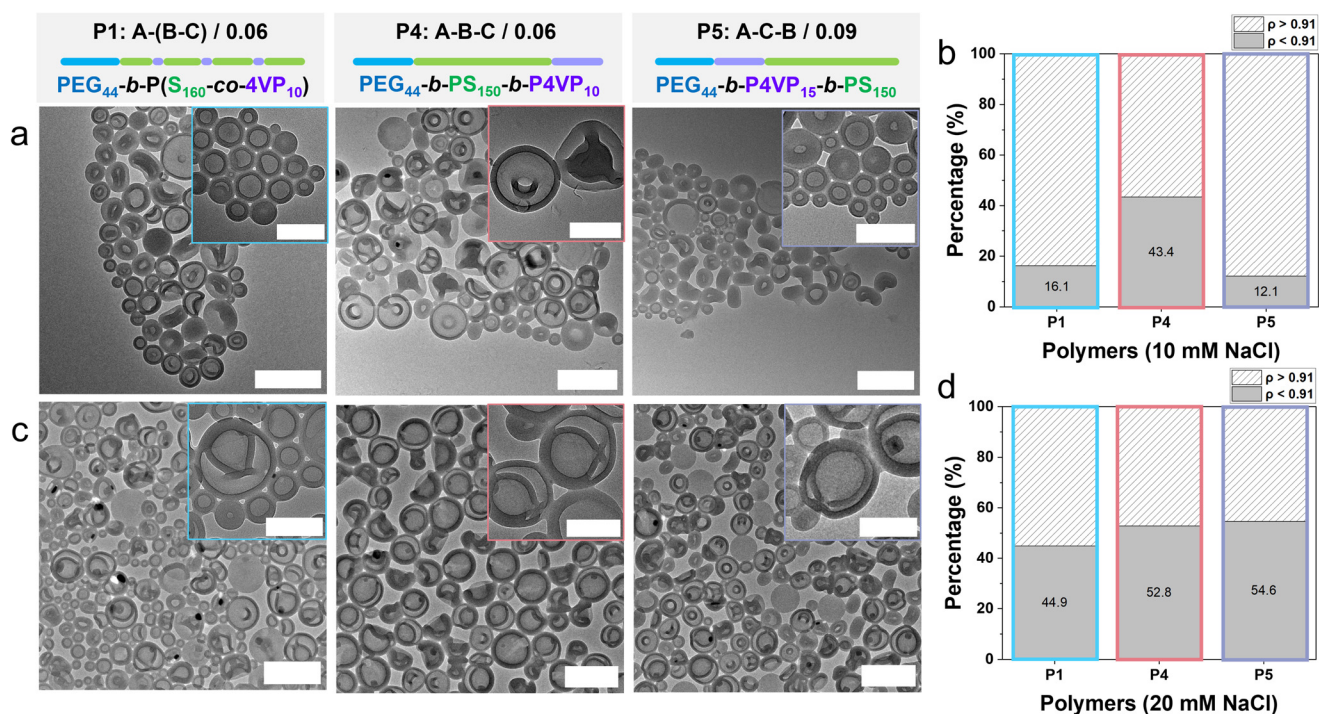 P1: A-(B-C) / 0.06
PEG44-b-P(S160-co-4VP10)
P4: A-B-C / 0.06
PEG44-b-PS150-b-P4VP10
P5: A-C-B / 0.09
PEG44-b-P4VP15-b-PS150
a
b
ρ > 0.91
ρ < 0.91
Percentage (%)
100
80
60
40
20
0
16.1
43.4
12.1
P1 P4 P5
Polymers (10 mM NaCl)
c
d
ρ > 0.91
ρ < 0.91
Percentage (%)
100
80
60
40
20
0
44.9
52.8
54.6
P1 P4 P5
Polymers (20 mM NaCl)